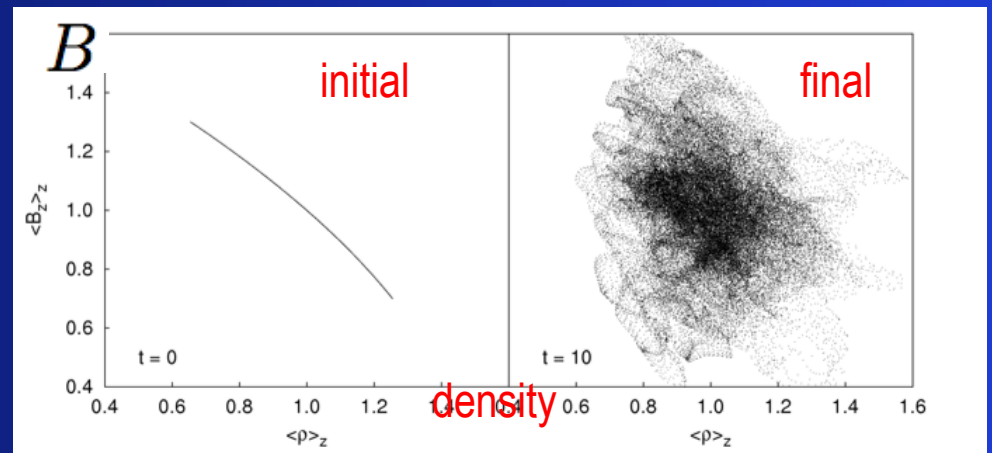 B
initial
final
1.4
1.2
1.0
0.8
0.6
0.4
<B_z>_z
t = 0
t = 10
density
0.4 0.6 0.8 1.0 1.2 1.4 0.6 0.8 1.0 1.2 1.4 1.6
<ρ>_z
<ρ>_z